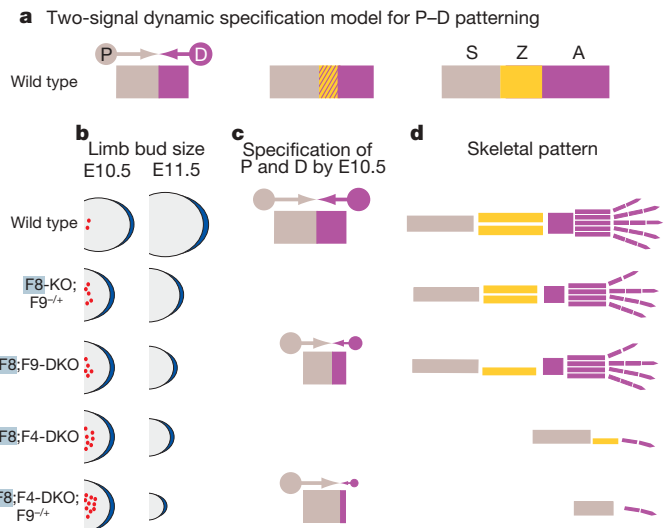 a Two-signal dynamic specification model for P–D patterning
P D S Z A
Wild type
b c d
Limb bud size
E10.5 E11.5
Specification of
P and D by E10.5
Skeletal pattern
Wild type
F8-KO;
F9–/+
F8;F9-DKO
F8;F4-DKO
F8;F4-DKO;
F9–/+